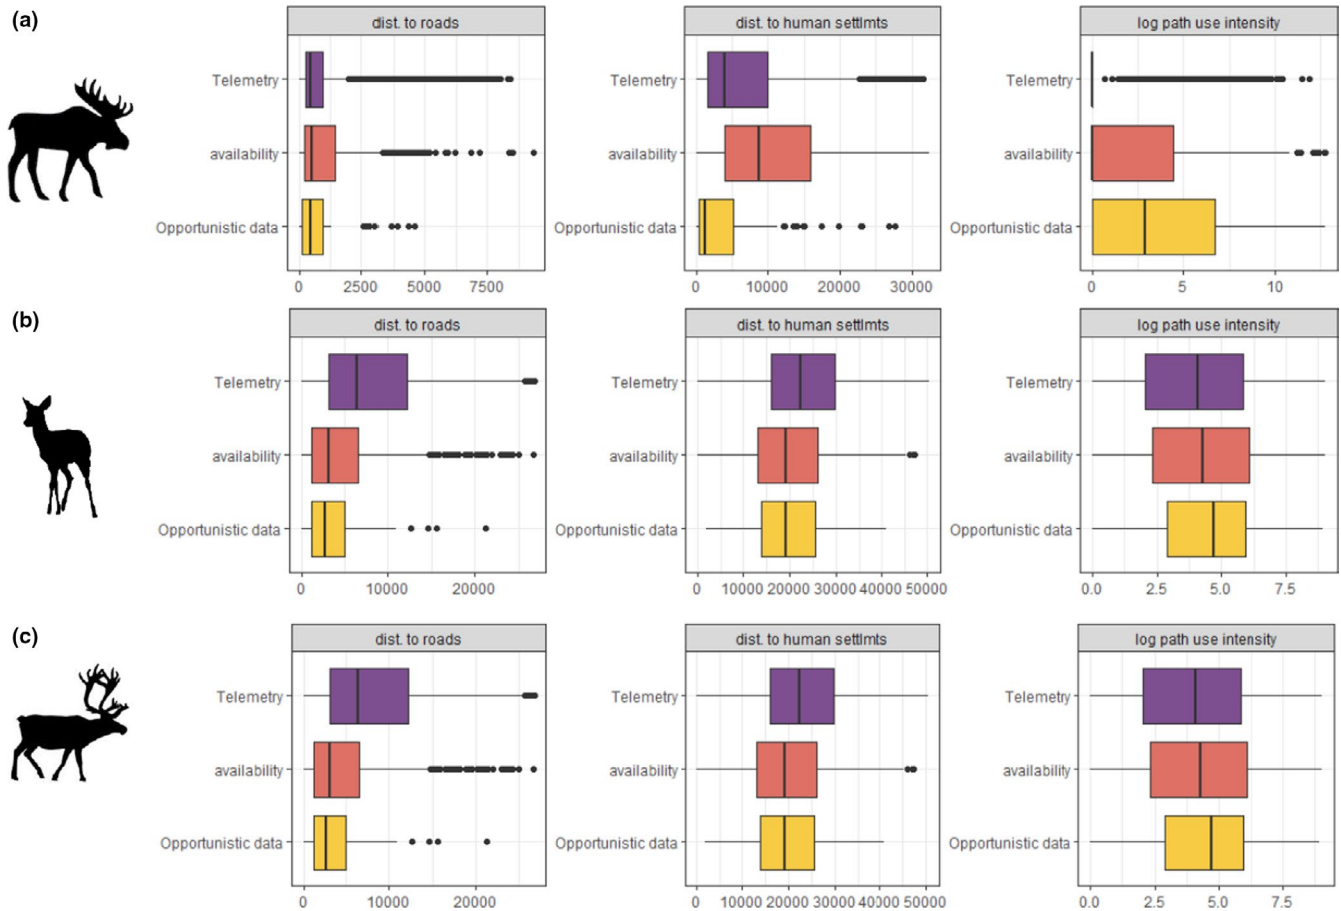 (a)
dist. to roads
dist. to human settlmts
log path use intensity
Telemetry
Telemetry
Telemetry
availability
availability
availability
Opportunistic data
Opportunistic data
Opportunistic data
0 2500 5000 7500
0 10000 20000 30000
0 5 10
(b)
dist. to roads
dist. to human settlmts
log path use intensity
Telemetry
Telemetry
Telemetry
availability
availability
availability
Opportunistic data
Opportunistic data
Opportunistic data
0 10000 20000
0 10000 20000 30000 40000 50000
0.0 2.5 5.0 7.5
(c)
dist. to roads
dist. to human settlmts
log path use intensity
Telemetry
Telemetry
Telemetry
availability
availability
availability
Opportunistic data
Opportunistic data
Opportunistic data
0 10000 20000
0 10000 20000 30000 40000 50000
0.0 2.5 5.0 7.5